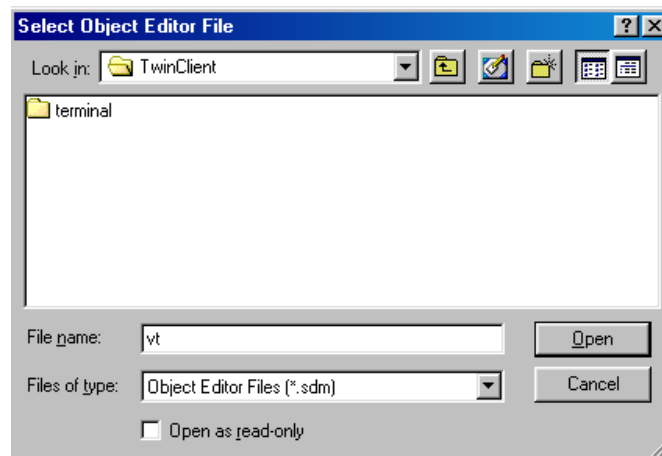 Select Object Editor File
Look in: TwinClient
terminal
File name: vt Open
Files of type: Object Editor Files (*.sdm) Cancel
Open as read-only